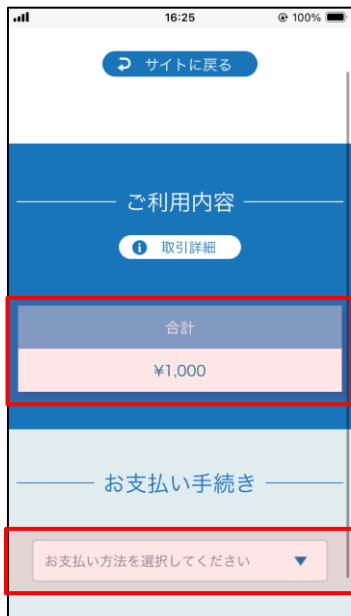 16:25 100%
サイトに戻る
ご利用内容
取引詳細
合計
¥1,000
お支払い手続き
お支払い方法を選択してください